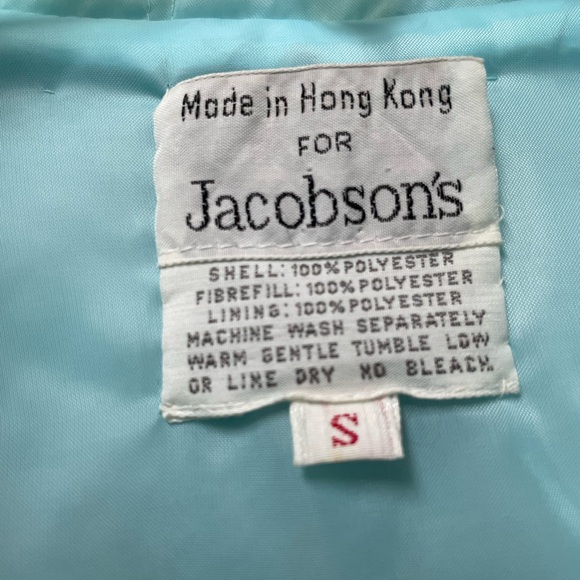 Made in Hong Kong
FOR
Jacobson's
SHELL: 100% POLYESTER
FIBREFILL: 100% POLYESTER
LINING: 100% POLYESTER
MACHINE WASH SEPARATELY
WARM GENTLE TUMBLE LOW
OR LINE DRY NO BLEACH
S